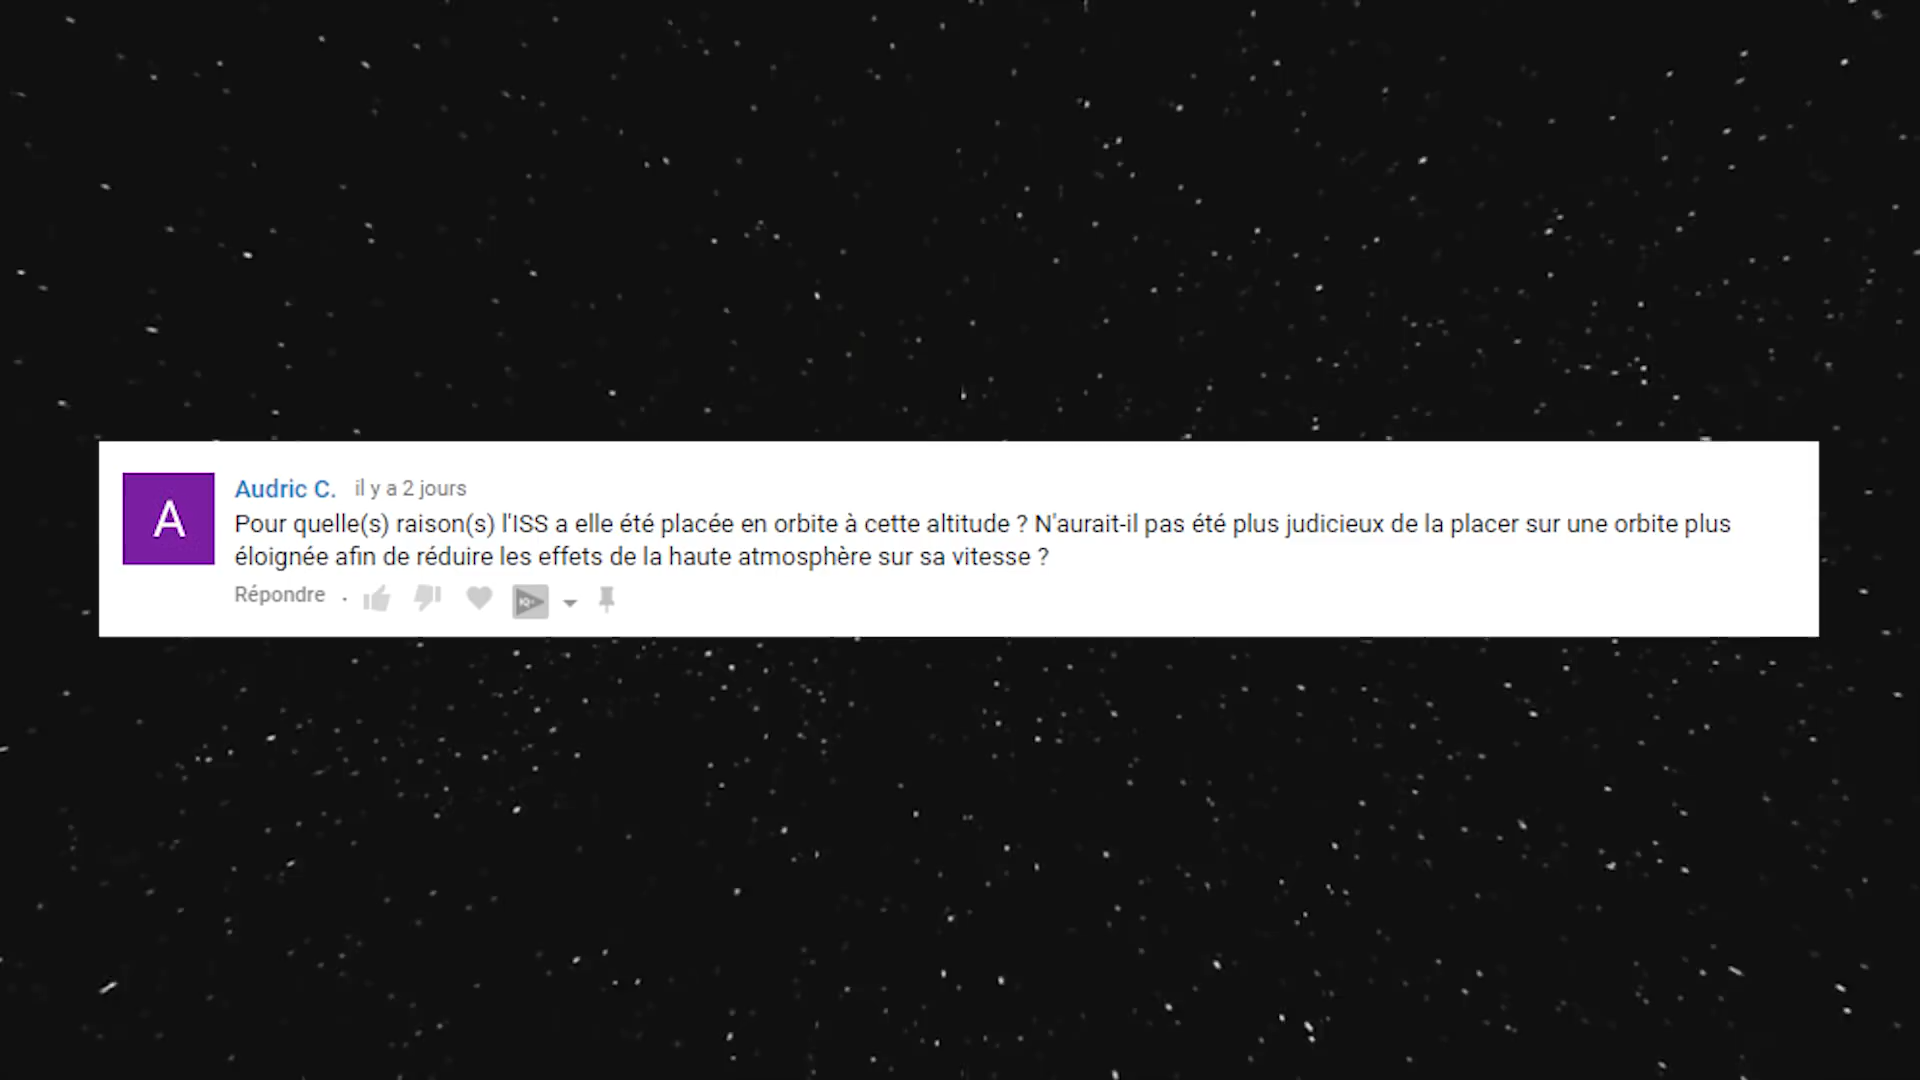 A
Audric C. il y a 2 jours
Pour quelle(s) raison(s) l'ISS a elle été placée en orbite à cette altitude ? N'aurait-il pas été plus judicieux de la placer sur une orbite plus
éloignée afin de réduire les effets de la haute atmosphère sur sa vitesse ?
Répondre .